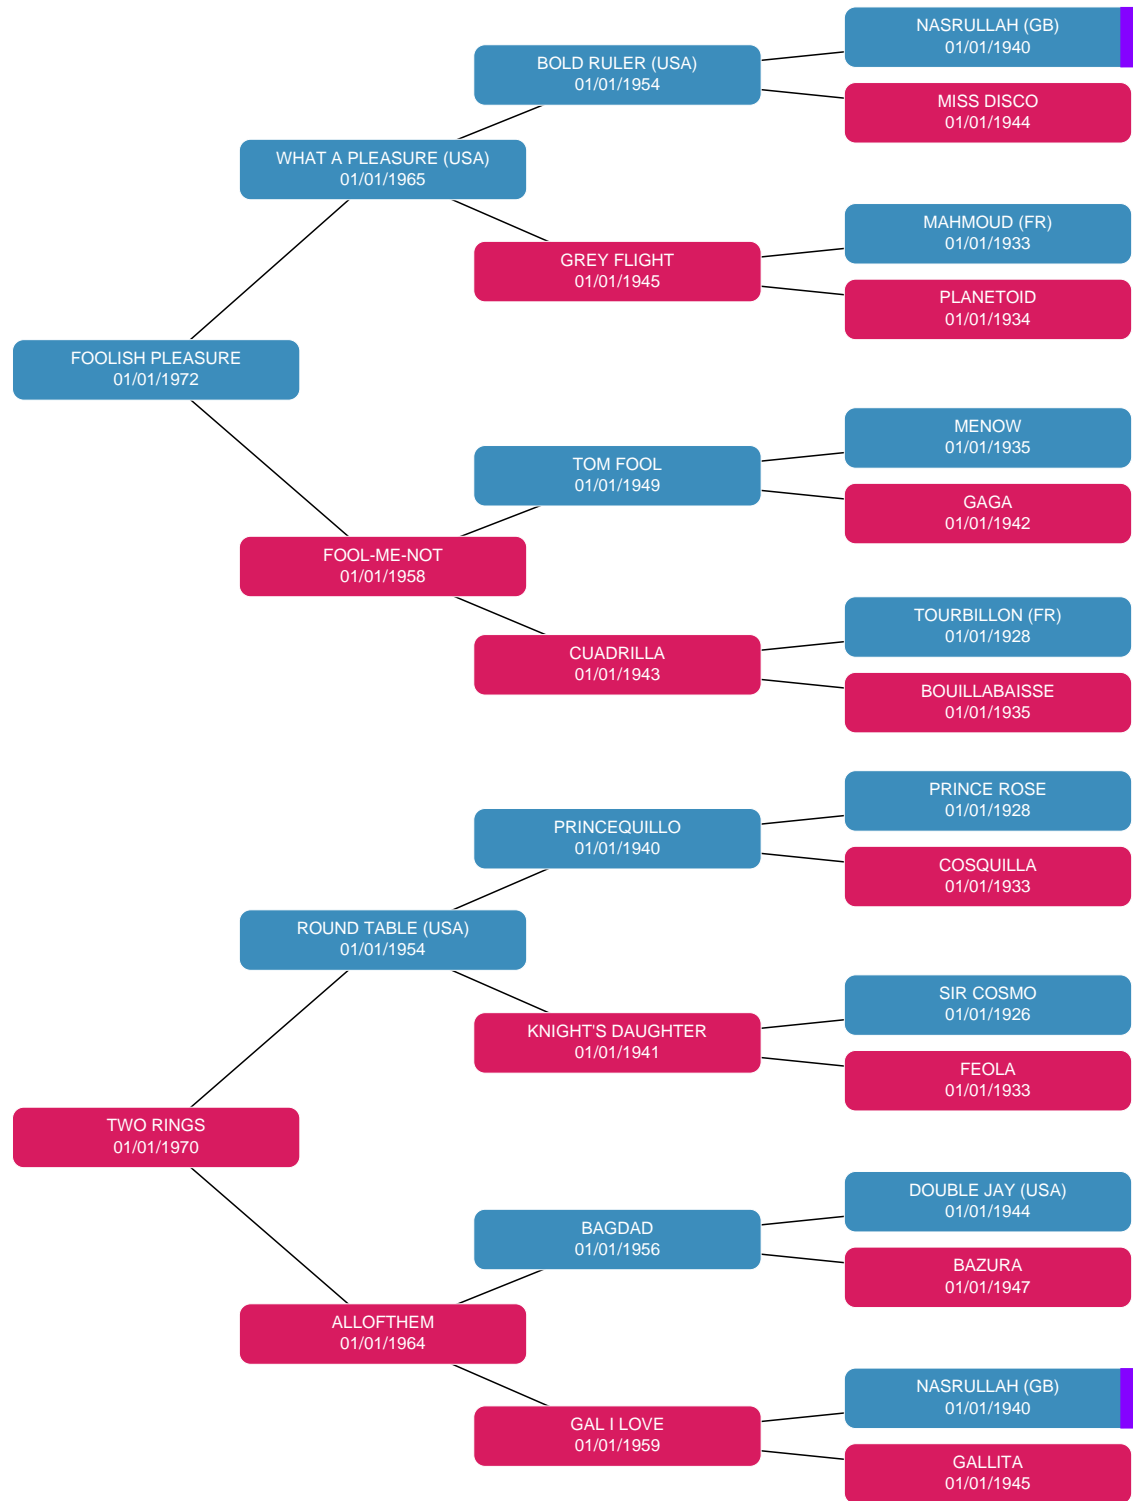 NASRULLAH (GB)
01/01/1940
BOLD RULER (USA)
01/01/1954
MISS DISCO
01/01/1944
WHAT A PLEASURE (USA)
01/01/1965
MAHMOUD (FR)
01/01/1933
GREY FLIGHT
01/01/1945
PLANETOID
01/01/1934
FOOLISH PLEASURE
01/01/1972
MENOW
01/01/1935
TOM FOOL
01/01/1949
GAGA
01/01/1942
FOOL-ME-NOT
01/01/1958
TOURBILLON (FR)
01/01/1928
CUADRILLA
01/01/1943
BOUILLABAISSE
01/01/1935
PRINCE ROSE
01/01/1928
PRINCEQUILLO
01/01/1940
COSQUILLA
01/01/1933
ROUND TABLE (USA)
01/01/1954
SIR COSMO
01/01/1926
KNIGHT'S DAUGHTER
01/01/1941
FEOLA
01/01/1933
TWO RINGS
01/01/1970
DOUBLE JAY (USA)
01/01/1944
BAGDAD
01/01/1956
BAZURA
01/01/1947
ALLOFTHEM
01/01/1964
NASRULLAH (GB)
01/01/1940
GAL I LOVE
01/01/1959
GALLITA
01/01/1945